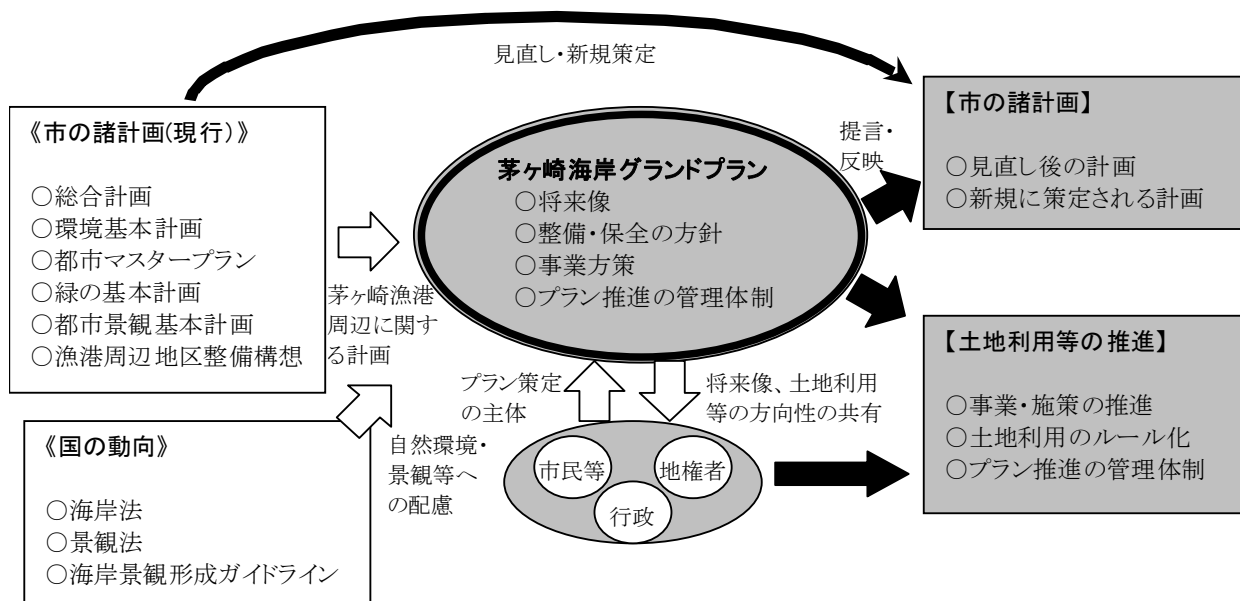 見直し・新規策定
《市の諸計画(現行)》
○総合計画
○環境基本計画
○都市マスタープラン
○緑の基本計画
○都市景観基本計画
○漁港周辺地区整備構想
《国の動向》
○海岸法
○景観法
○海岸景観形成ガイドライン
茅ヶ崎漁港
周辺に関す
る計画
自然環境・
景観等へ
の配慮
茅ヶ崎海岸グランドプラン
○将来像
○整備・保全の方針
○事業方策
○プラン推進の管理体制
プラン策定
の主体
将来像、土地利用
等の方向性の共有
市民等
地権者
行政
提言・
反映
【市の諸計画】
○見直し後の計画
○新規に策定される計画
【土地利用等の推進】
○事業・施策の推進
○土地利用のルール化
○プラン推進の管理体制